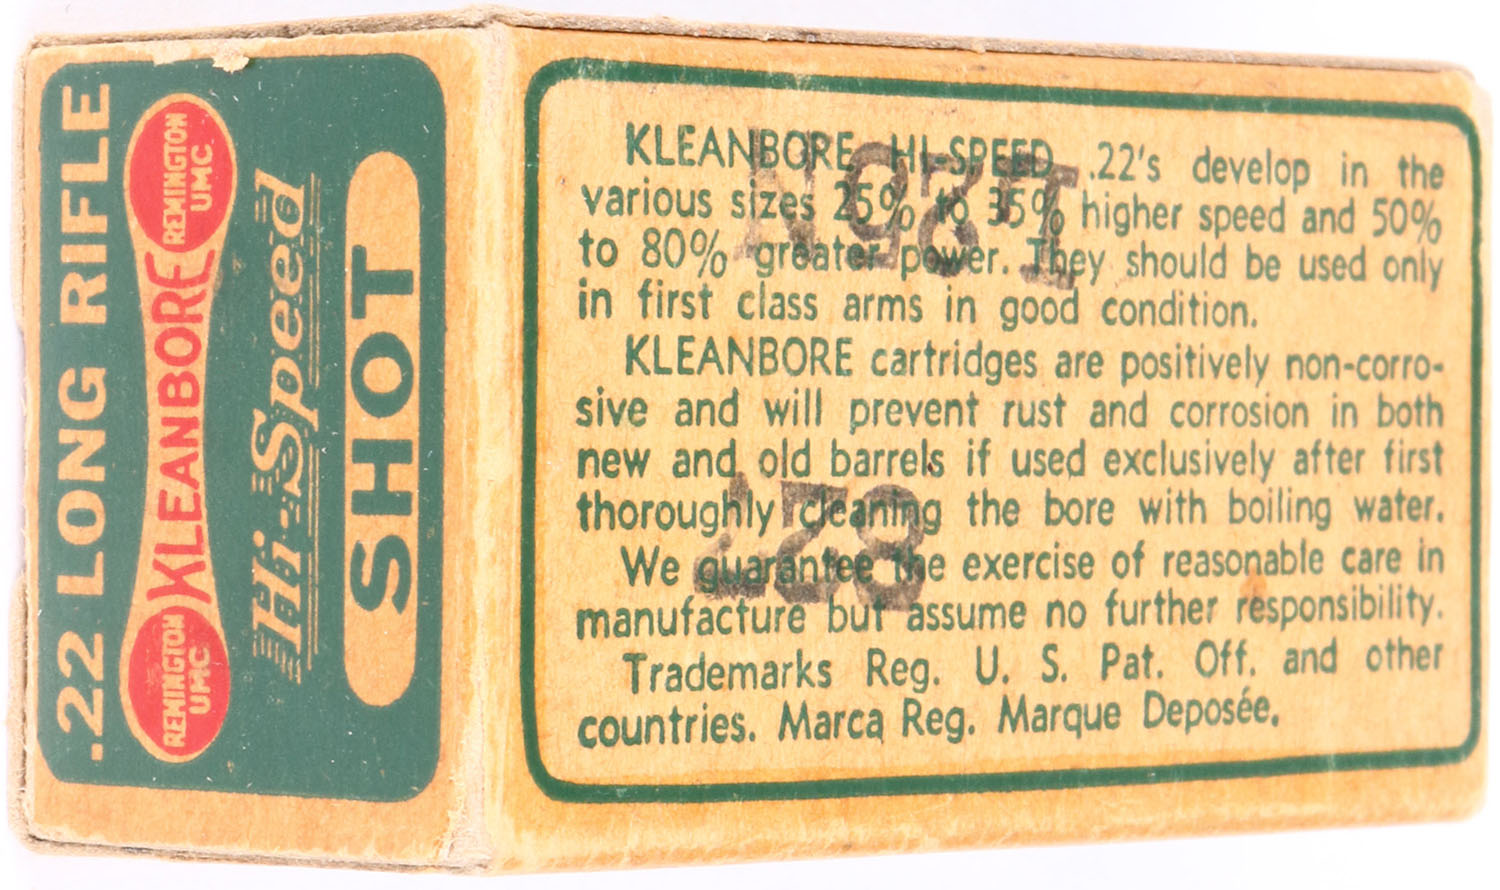 .22 LONG RIFLE
REMINGTON
UMC
KLEANBORE
REMINGTON
UMC
Hi-Speed
SHOT
KLEANBORE HI-SPEED .22's develop in the
various sizes 25% to 35% higher speed and 50%
to 80% greater power. They should be used only
in first class arms in good condition.
KLEANBORE cartridges are positively non-corro-
sive and will prevent rust and corrosion in both
new and old barrels if used exclusively after first
thoroughly cleaning the bore with boiling water.
We guarantee the exercise of reasonable care in
manufacture but assume no further responsibility.
Trademarks Reg. U. S. Pat. Off. and other
countries. Marca Reg. Marque Deposée.